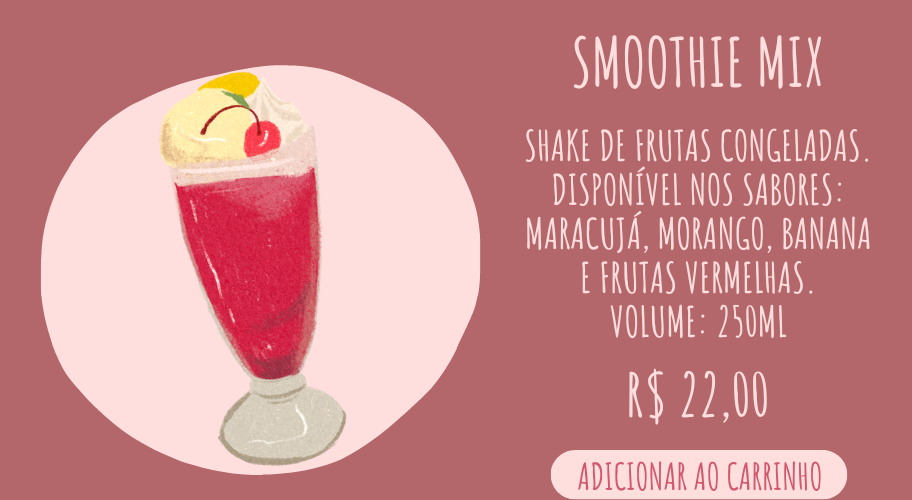 SMOOTHIE MIX
SHAKE DE FRUTAS CONGELADAS.
DISPONÍVEL NOS SABORES:
MARACUJÁ, MORANGO, BANANA
E FRUTAS VERMELHAS.
VOLUME: 250ML
R$ 22,00
ADICIONAR AO CARRINHO